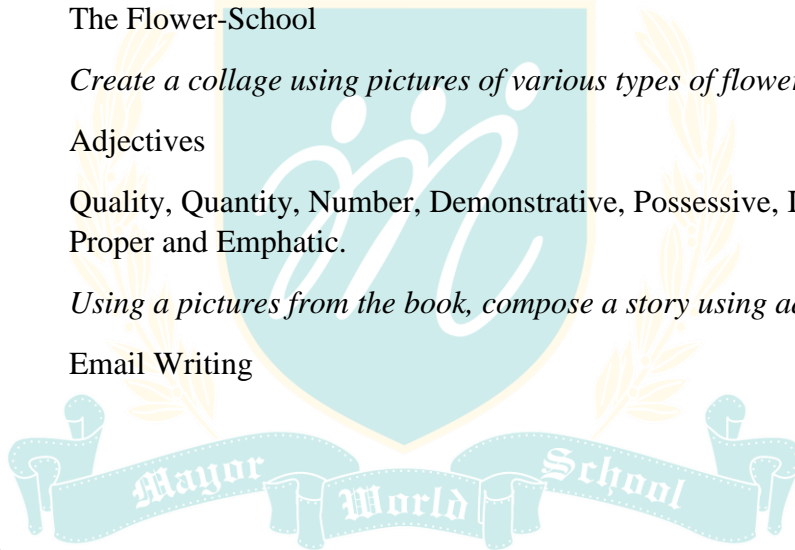 The Flower-School
Create a collage using pictures of various types of flower
Adjectives
Quality, Quantity, Number, Demonstrative, Possessive,
Proper and Emphatic.
Using a pictures from the book, compose a story using
Email Writing
Mayor World School